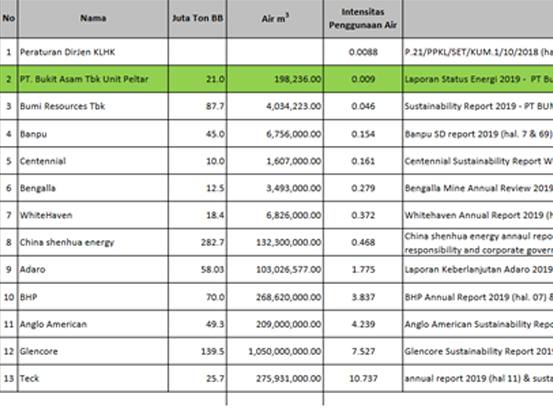 No Nama Juta Ton BB Air m³ Intensitas Penggunaan Air
1 Peraturan DirJen KLHK 0.0088 P.21/PPKL/SET/KUM.1/10/2018 (ha
2 PT. Bukit Asam Tbk Unit Peltar 21.0 198,236.00 0.009 Laporan Status Energi 2019 - PT Bu
3 Bumi Resources Tbk 87.7 4,034,223.00 0.046 Sustainability Report 2019 - PT BUM
4 Banpu 45.0 6,756,000.00 0.154 Banpu SD report 2019 (hal. 7 & 69)
5 Centennial 10.0 1,607,000.00 0.161 Centennial Sustainability Report W
6 Bengalla 12.5 3,493,000.00 0.279 Bengalla Mine Annual Review 2019
7 WhiteHaven 18.4 6,826,000.00 0.372 Whitehaven Annual Report 2019 (h
8 China shenhua energy 282.7 132,300,000.00 0.468 China shenhua energy annaul repo
responsibility and corporate gover
9 Adaro 58.03 103,026,577.00 1.775 Laporan Keberlanjutan Adaro 2019
10 BHP 70.0 268,620,000.00 3.837 BHP Annual Report 2019 (hal. 07) &
11 Anglo American 49.3 209,000,000.00 4.239 Anglo American Sustainability Repo
12 Glencore 139.5 1,050,000,000.00 7.527 Glencore Sustainability Report 2019
13 Teck 25.7 275,931,000.00 10.737 annual report 2019 (hal 11) & susta